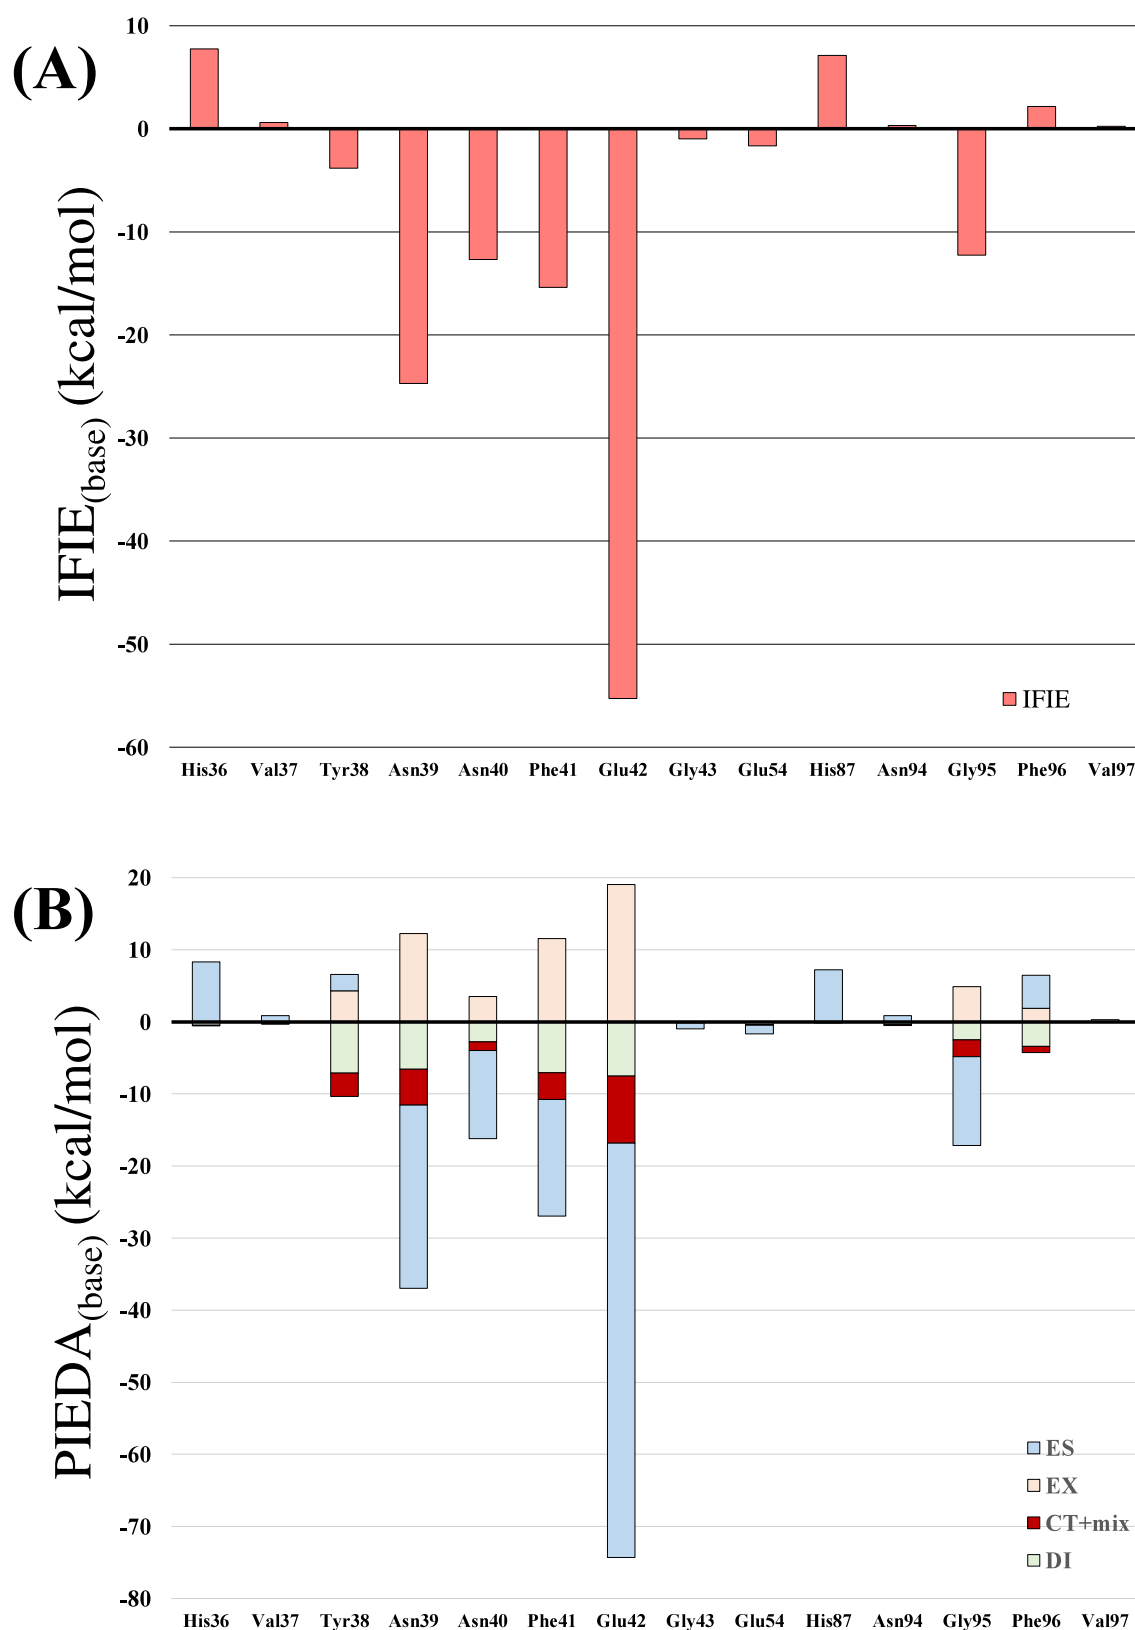 (A)
IFIE(base) (kcal/mol)
10
0
-10
-20
-30
-40
-50
-60
IFIE
His36 Val37 Tyr38 Asn39 Asn40 Phe41 Glu42 Gly43 Glu54 His87 Asn94 Gly95 Phe96 Val97
(B)
PIEDA(base) (kcal/mol)
20
10
0
-10
-20
-30
-40
-50
-60
-70
-80
ES
EX
CT+mix
DI
His36 Val37 Tyr38 Asn39 Asn40 Phe41 Glu42 Gly43 Glu54 His87 Asn94 Gly95 Phe96 Val97